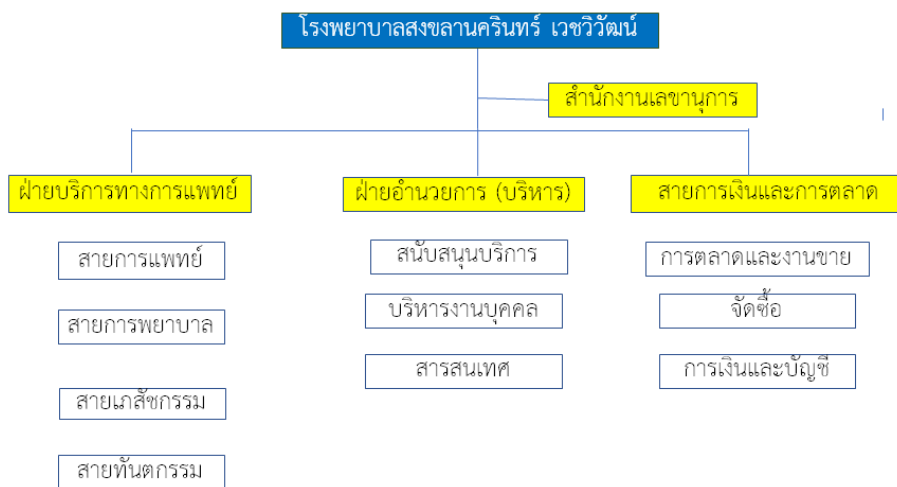 โรงพยาบาลสงขลานครินทร์ เวชวิวัฒน์
สำนักงานเลขานุการ
ฝ่ายบริการทางการแพทย์
สายการแพทย์
สายการพยาบาล
สายเภสัชกรรม
สายทันตกรรม
ฝ่ายอำนวยการ (บริหาร)
สนับสนุนบริการ
บริหารงานบุคคล
สารสนเทศ
สายการเงินและการตลาด
การตลาดและงานขาย
จัดซื้อ
การเงินและบัญชี